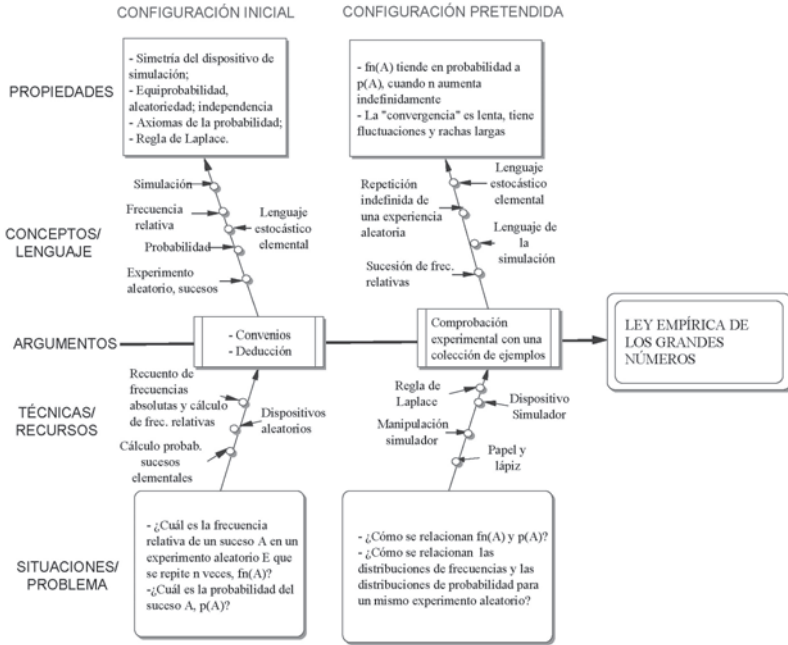 CONFIGURACIÓN INICIAL
CONFIGURACIÓN PRETENDIDA
PROPIEDADES
- Simetría del dispositivo de
simulación;
- Equiprobabilidad,
aleatoriedad; independencia
- Axiomas de la probabilidad;
- Regla de Laplace.
- fn(A) tiende en probabilidad a
p(A), cuando n aumenta
indefinidamente
- La "convergencia" es lenta, tiene
fluctuaciones y rachas largas
CONCEPTOS/
LENGUAJE
Simulación
Frecuencia
relativa
Lenguaje
estocástico
elemental
Probabilidad
Experimento
aleatorio, sucesos
Lenguaje
estocástico
elemental
Repetición
indefinida de
una experiencia
aleatoria
Lenguaje de
la
simulación
Sucesión de frec.
relativas
ARGUMENTOS
- Convenios
- Deducción
Comprobación
experimental con una
colección de ejemplos
LEY EMPÍRICA DE
LOS GRANDES
NÚMEROS
TÉCNICAS/
RECURSOS
Recuento de
frecuencias
absolutas y cálculo
de frec. relativas
Dispositivos
aleatorios
Cálculo probab.
sucesos
elementales
Regla de
Laplace
Dispositivo
Simulador
Manipulación
simulador
Papel y
lápiz
SITUACIONES/
PROBLEMA
- ¿Cuál es la frecuencia
relativa de un suceso A en un
experimento aleatorio E que
se repite n veces, fn(A)?
-¿Cuál es la probabilidad del
suceso A, p(A)?
- ¿Cómo se relacionan fn(A) y p(A)?
- ¿Cómo se relacionan las
distribuciones de frecuencias y las
distribuciones de probabilidad para
un mismo experimento aleatorio?